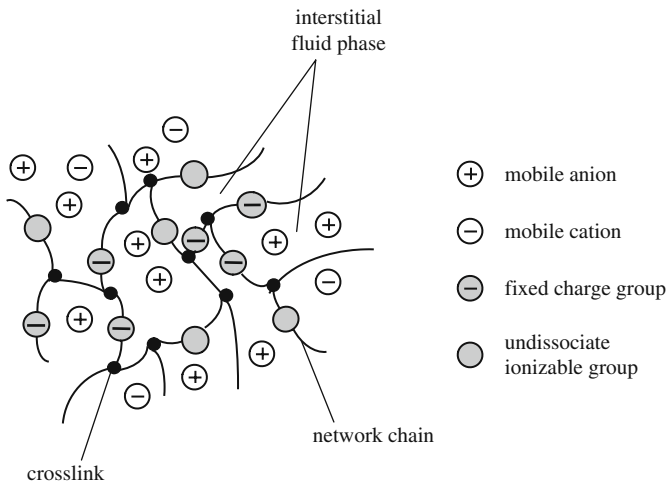 interstitial
fluid phase
mobile anion
mobile cation
fixed charge group
undissociate
ionizable group
network chain
crosslink